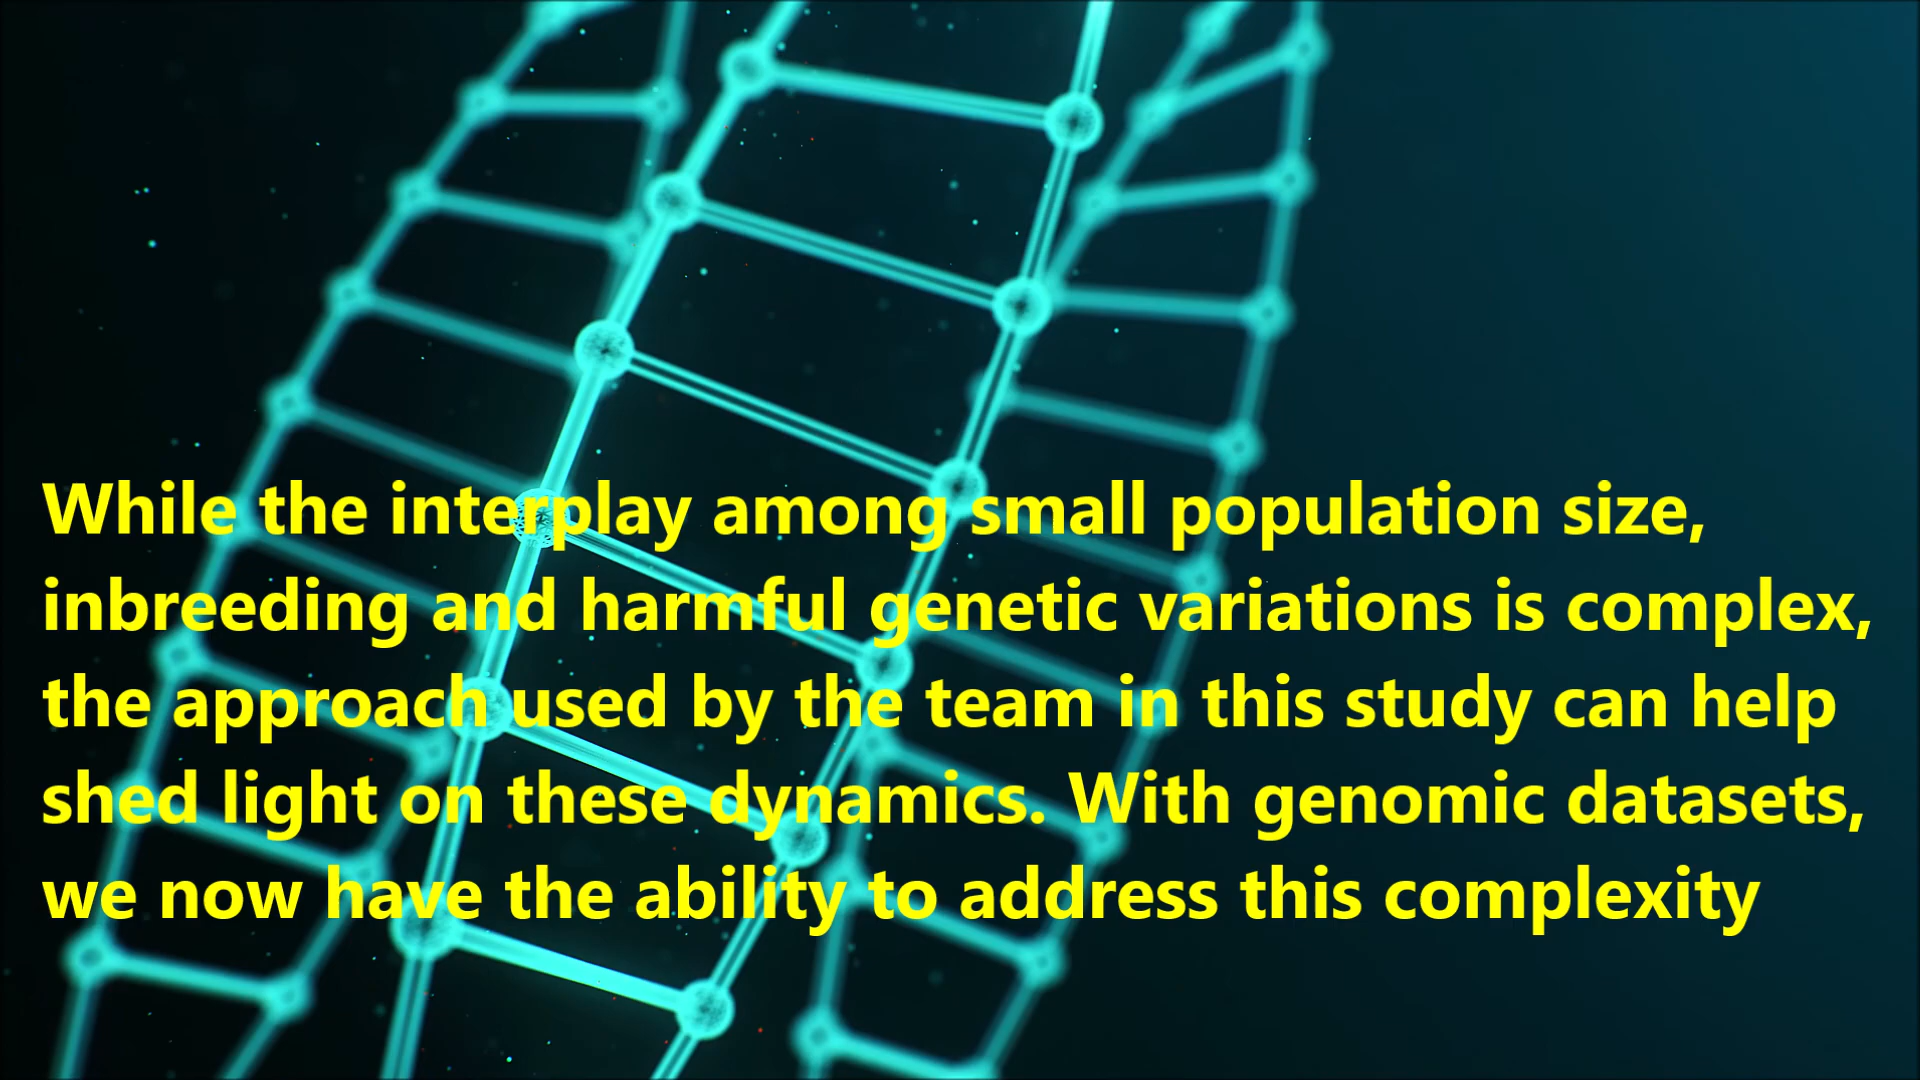 While the interplay among small population size,
inbreeding and harmful genetic variations is complex,
the approach used by the team in this study can help
shed light on these dynamics. With genomic datasets,
we now have the ability to address this complexity